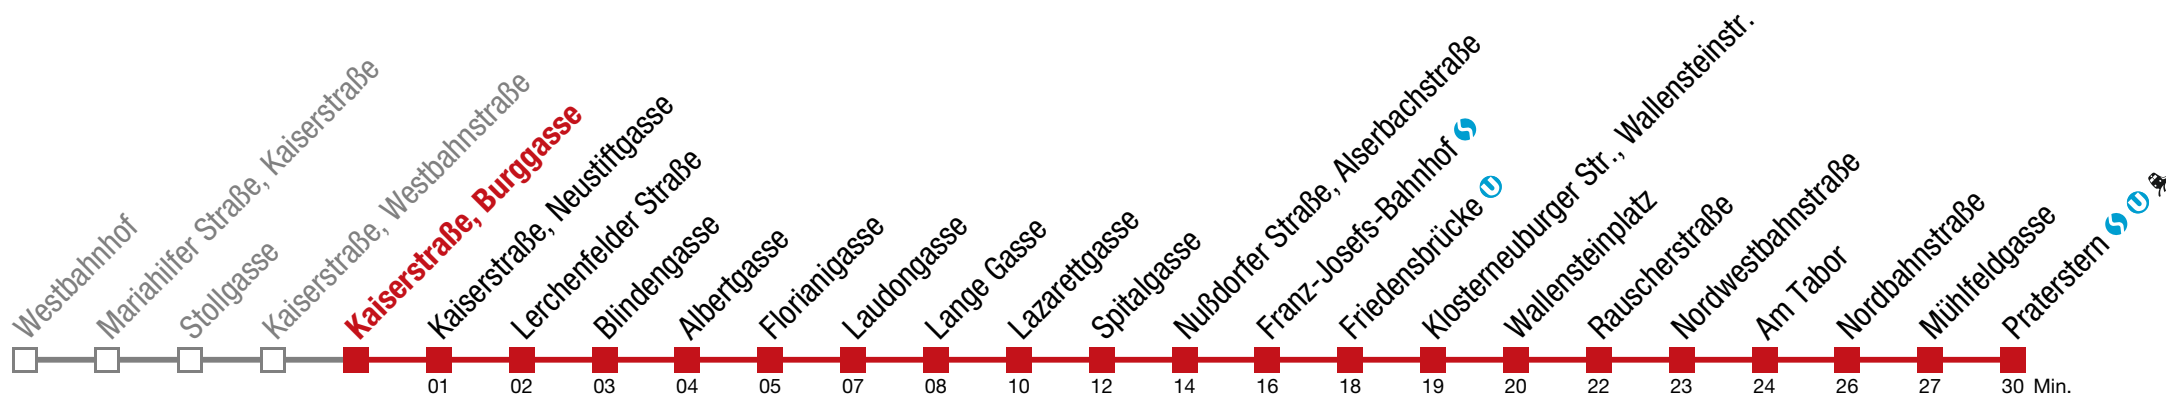 Westbahnhof
Mariahilfer Straße, Kaiserstraße
Stollgasse
Kaiserstraße, Westbahnstraße
Kaiserstraße, Burggasse
Kaiserstraße, Neustiftgasse
Lerchenfelder Straße
Blindengasse
Albertgasse
Florianigasse
Laudongasse
Lange Gasse
Lazarettgasse
Spitalgasse
Nußdorfer Straße, Alserbachstraße
Franz-Josefs-Bahnhof S
Friedensbrücke U
Klosterneuburger Str., Wallensteinstr.
Wallensteinplatz
Rauscherstraße
Nordwestbahnstraße
Am Tabor
Nordbahnstraße
Mühlfeldgasse
Praterstern S U
01 02 03 04 05 07 08 10 12 14 16 18 19 20 22 23 24 26 27 30 Min.